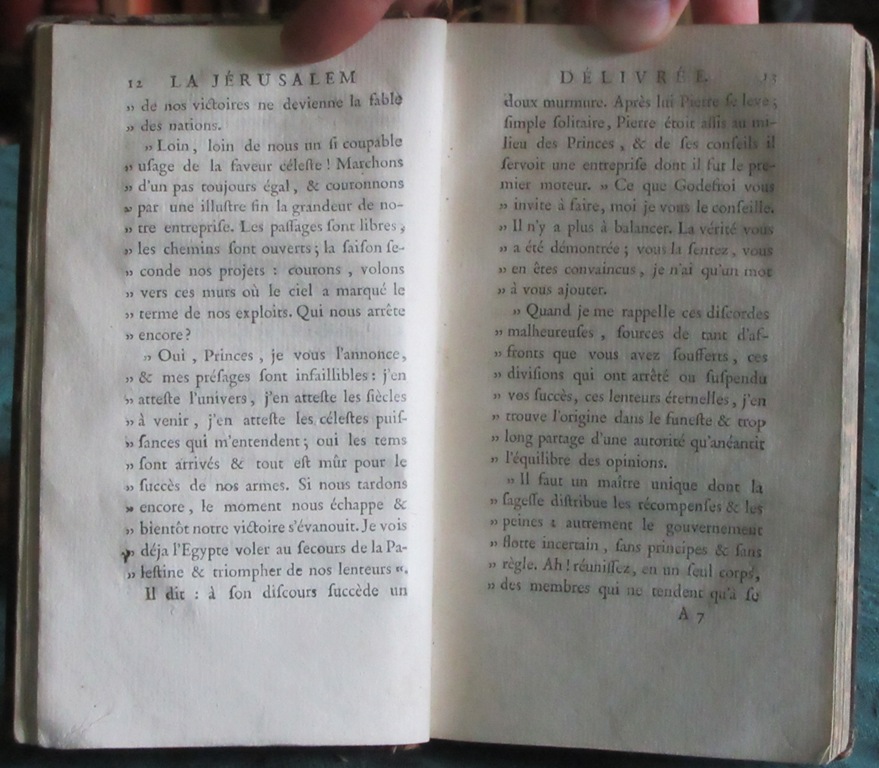 12 LA JÉRUSALEM
» de nos victoires ne devienne la fable
» des nations.
» Loin, loin de nous un ſi coupable
» uſage de la faveur céleſte ! Marchons
» d'un pas toujours égal, & couronnons
» par une illuſtre fin la grandeur de no-
» tre entrepriſe. Les paſſages ſont libres,
» les chemins ſont ouverts ; la ſaiſon ſe-
» conde nos projets : courons, volons
» vers ces murs où le ciel a marqué le
» terme de nos exploits. Qui nous arrête
» encore ?
» Oui, Princes, je vous l'annonce,
» & mes préſages ſont infaillibles : j'en
» atteſte l'univers, j'en atteſte les ſiècles
» à venir, j'en atteſte les céleſtes puiſ-
» ſances qui m'entendent ; oui les tems
» ſont arrivés & tout eſt mûr pour le
» ſuccès de nos armes. Si nous tardons
» encore, le moment nous échappe &
» bientôt notre victoire s'évanouit. Je vois
» déja l'Egypte voler au ſecours de la Pa-
» leſtine & triompher de nos lenteurs «.
Il dit : à ſon diſcours ſuccède un
DÉLIVRÉE. 13
doux murmure. Après lui Pierre ſe leve ;
ſimple ſolitaire, Pierre étoit aſſis au mi-
lieu des Princes, & de ſes conſeils il
ſervoit une entrepriſe dont il fut le pre-
mier moteur. » Ce que Godefroi vous
» invite à faire, moi je vous le conſeille.
» Il n'y a plus à balancer. La vérité vous
» a été démontrée ; vous la ſentez, vous
» en êtes convaincus, je n'ai qu'un mot
» à vous ajouter.
» Quand je me rappelle ces diſcordes
» malheureuſes, ſources de tant d'af-
» fronts que vous avez ſoufferts, ces
» diviſions qui ont arrêté ou ſuſpendu
» vos ſuccès, ces lenteurs éternelles, j'en
» trouve l'origine dans le funeſte & trop
» long partage d'une autorité qu'anéantit
» l'équilibre des opinions.
» Il faut un maître unique dont la
» ſageſſe diſtribue les récompenſes & les
» peines : autrement le gouvernement
» flotte incertain, ſans principes & ſans
» règle. Ah ! réuniſſez, en un ſeul corps,
» des membres qui ne tendent qu'à ſe
A 7